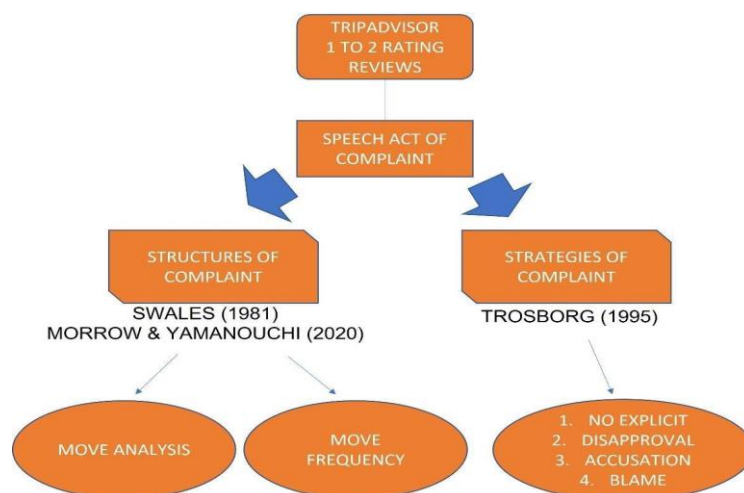 TRIPADVISOR
1 TO 2 RATING
REVIEWS
SPEECH ACT OF
COMPLAINT
STRUCTURES OF
COMPLAINT
SWALES (1981)
MORROW & YAMANOUCHI (2020)
STRATEGIES OF
COMPLAINT
TROSBORG (1995)
MOVE ANALYSIS
MOVE
FREQUENCY
1. NO EXPLICIT
2. DISAPPROVAL
3. ACCUSATION
4. BLAME